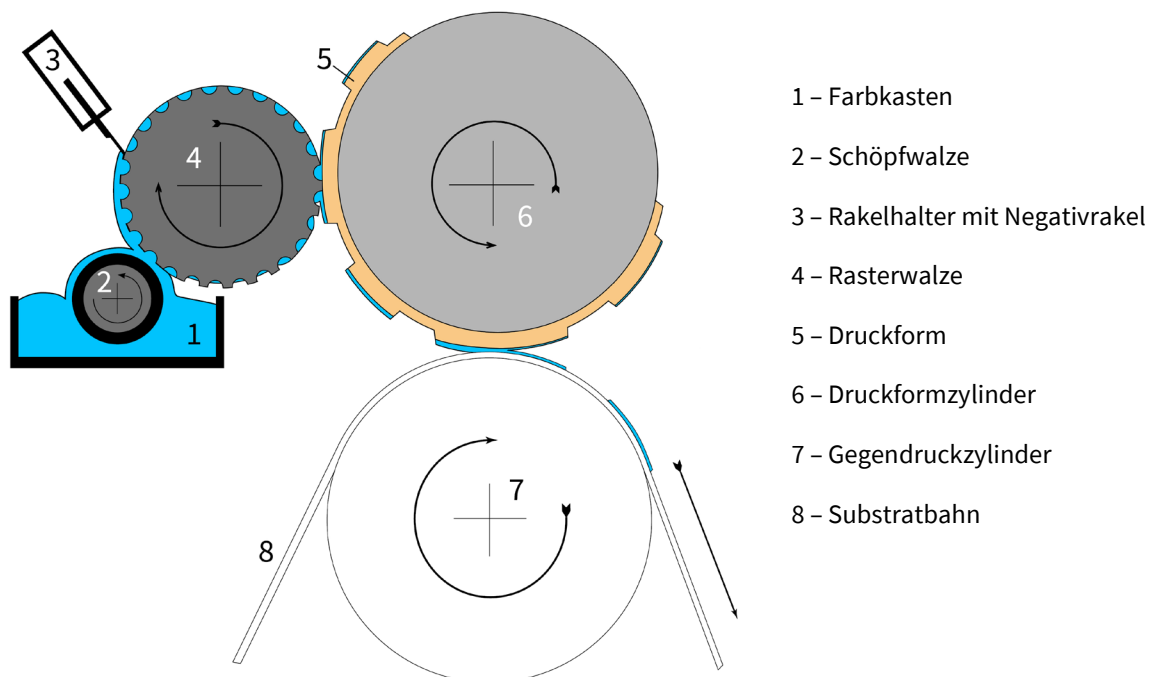 3
5
4
6
2
1
7
8
1 – Farbkasten
2 – Schöpfwalze
3 – Rakelhalter mit Negativrakel
4 – Rasterwalze
5 – Druckform
6 – Druckformzylinder
7 – Gegendruckzylinder
8 – Substratbahn